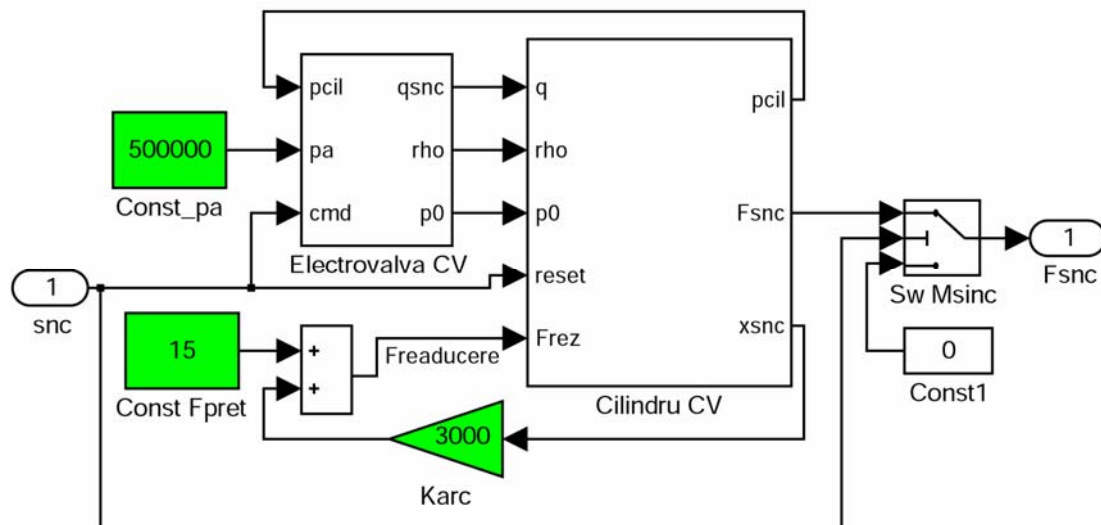 pcil
qsnc
q
pcil
500000
pa
rho
rho
Const_pa
cmd
p0
p0
Fsnc
1
Electrovalva CV
reset
Sw Msinc
Fsnc
1
snc
15
+
+
Freaducere
Frez
xsnc
0
Const1
Const Fpret
Cilindru CV
3000
Karc